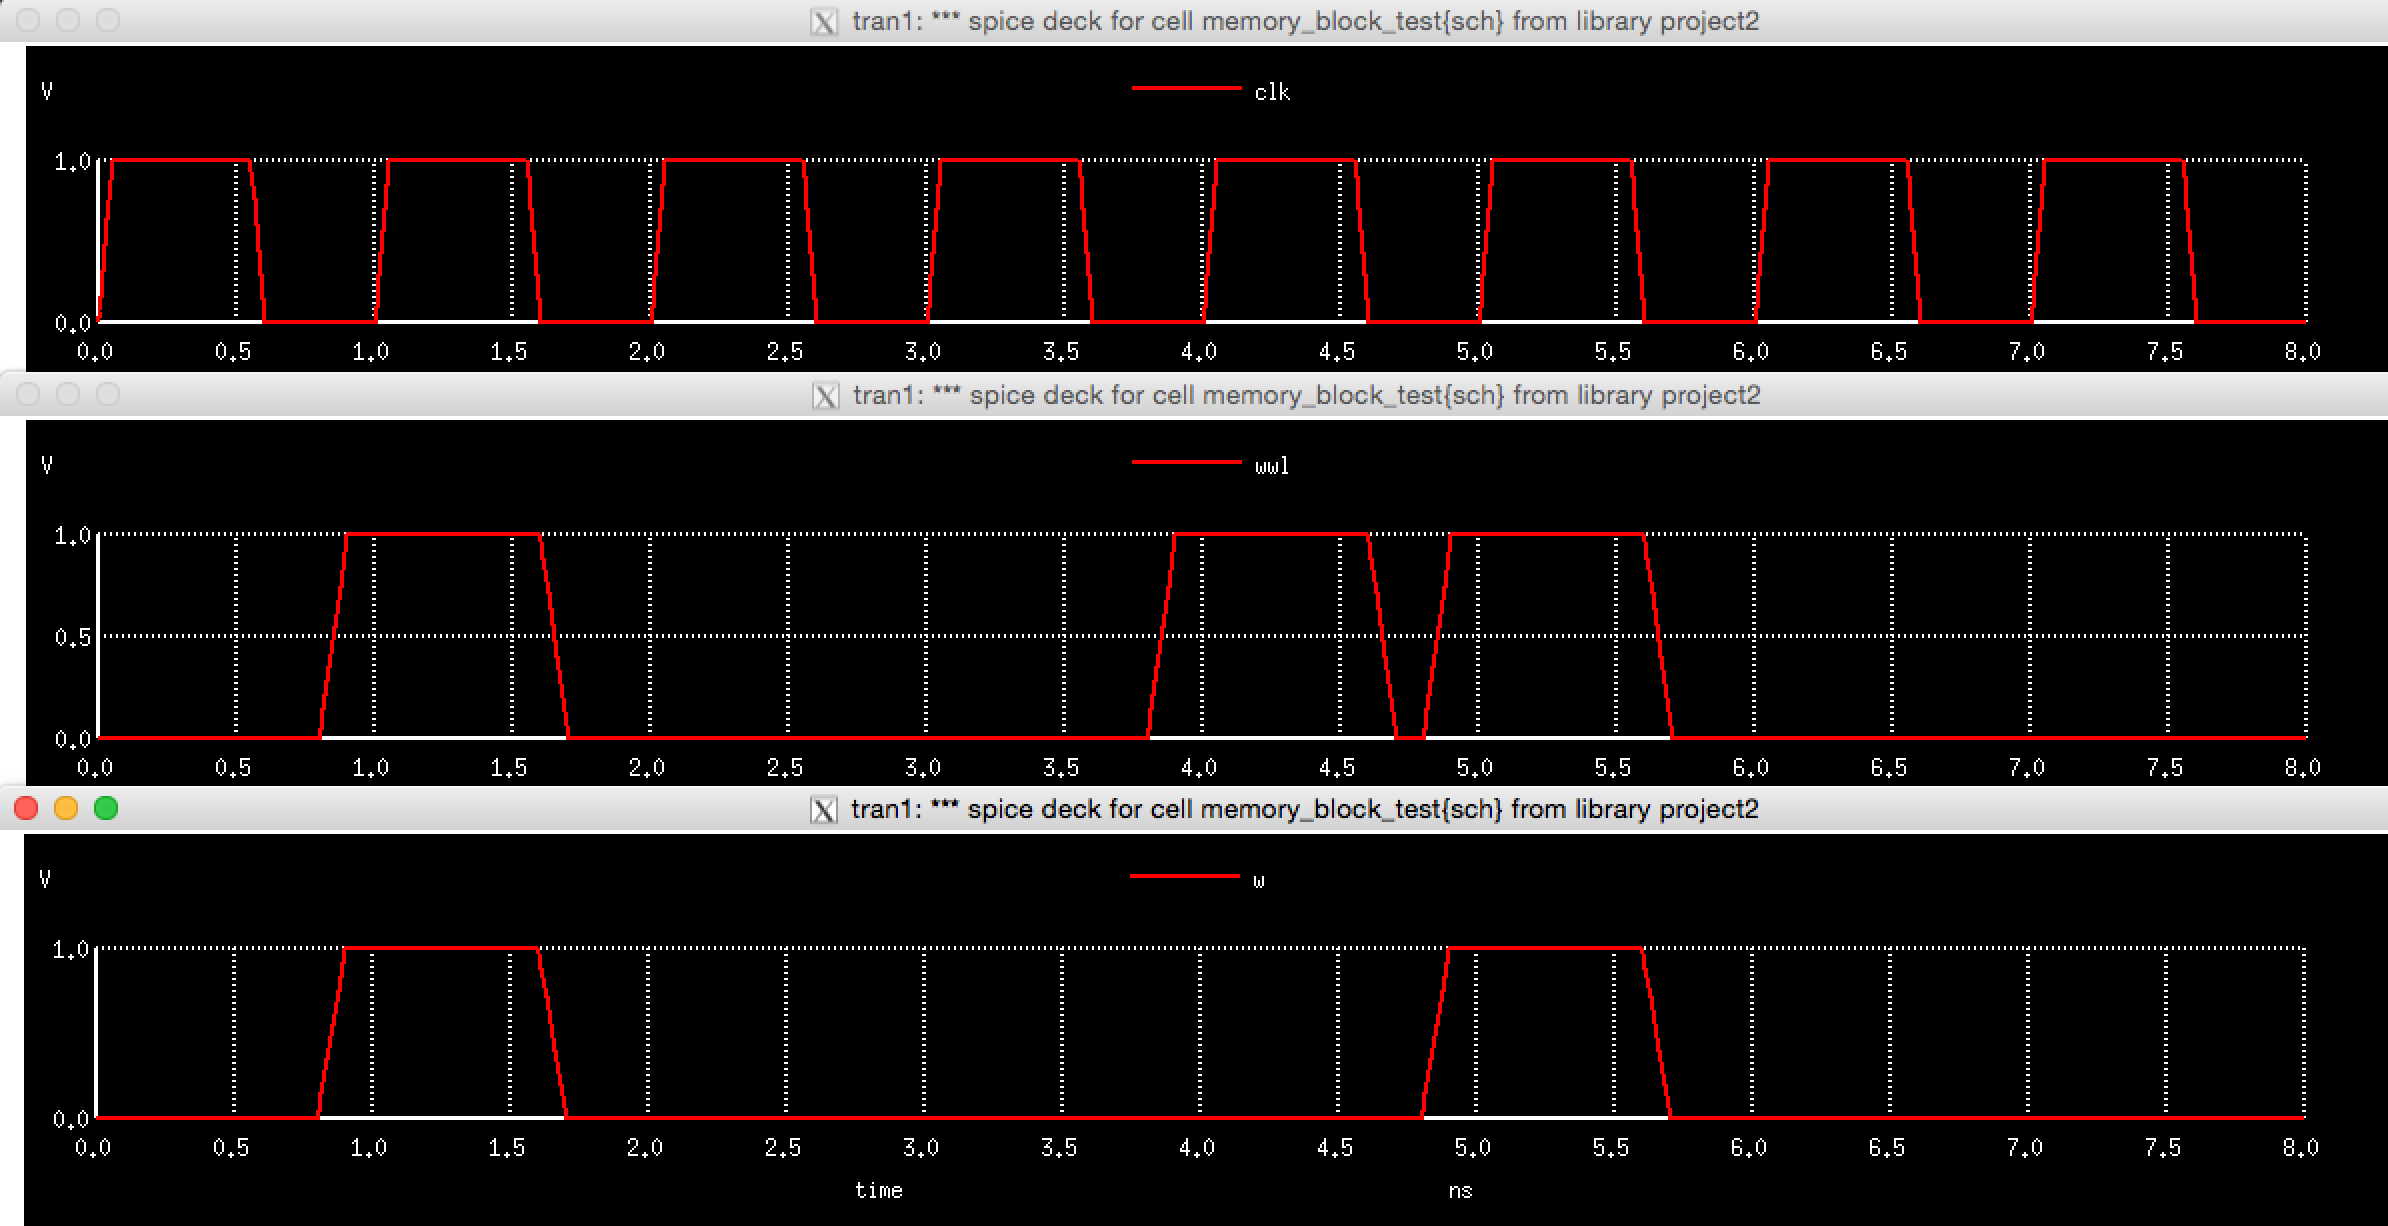 X tran1: *** spice deck for cell memory_block_test{sch} from library project2
V
clk
1.0
0.0
0.0 0.5 1.0 1.5 2.0 2.5 3.0 3.5 4.0 4.5 5.0 5.5 6.0 6.5 7.0 7.5 8.0
X tran1: *** spice deck for cell memory_block_test{sch} from library project2
V
wwl
1.0
0.5
0.0
0.0 0.5 1.0 1.5 2.0 2.5 3.0 3.5 4.0 4.5 5.0 5.5 6.0 6.5 7.0 7.5 8.0
X tran1: *** spice deck for cell memory_block_test{sch} from library project2
V
w
1.0
0.0
0.0 0.5 1.0 1.5 2.0 2.5 3.0 3.5 4.0 4.5 5.0 5.5 6.0 6.5 7.0 7.5 8.0
time ns